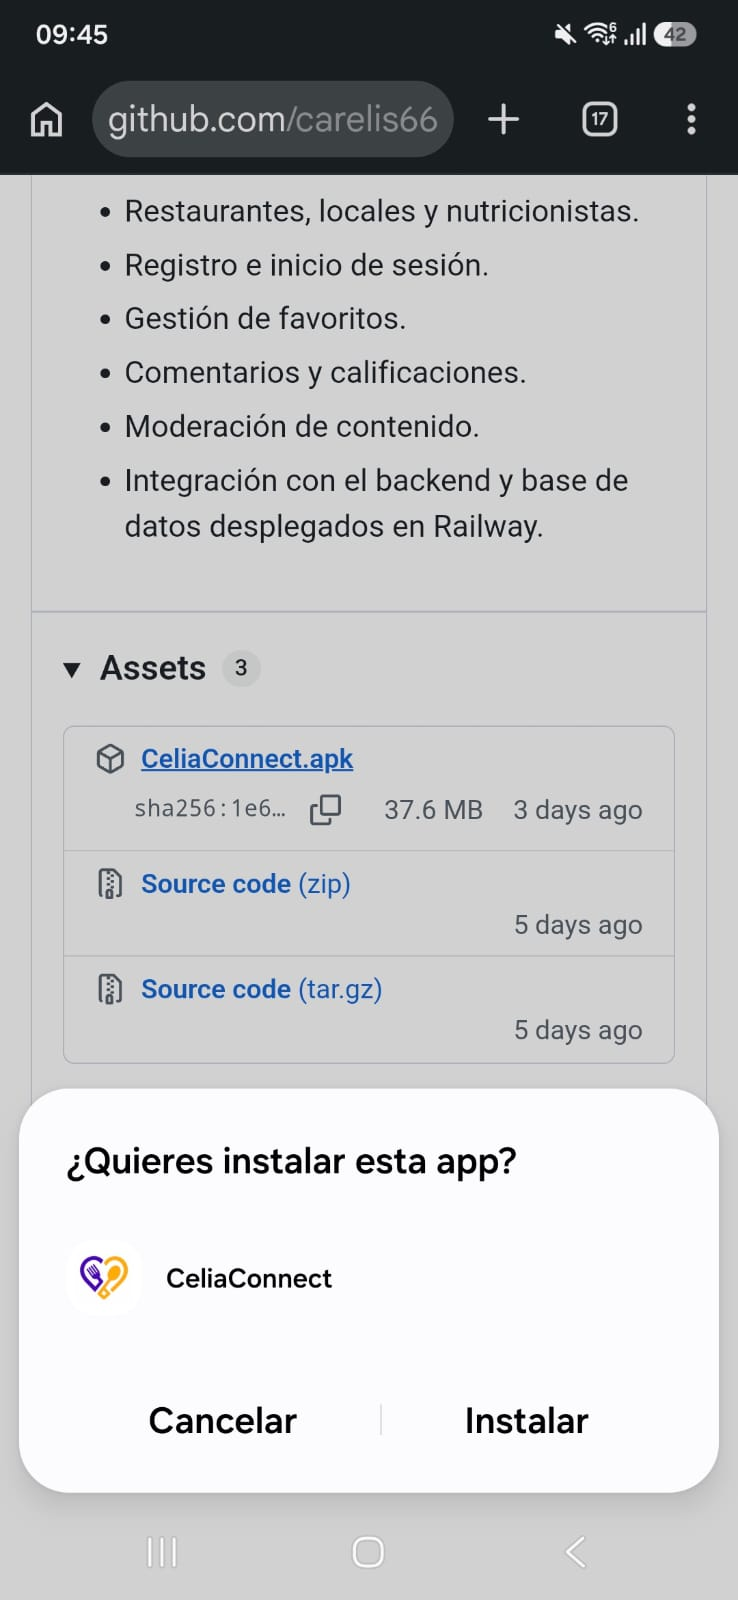 09:45
6
42
github.com/carelis66
17
• Restaurantes, locales y nutricionistas.
• Registro e inicio de sesión.
• Gestión de favoritos.
• Comentarios y calificaciones.
• Moderación de contenido.
• Integración con el backend y base de
datos desplegados en Railway.
▼ Assets 3
CeliaConnect.apk
sha256:1e6… 37.6 MB 3 days ago
Source code (zip)
5 days ago
Source code (tar.gz)
5 days ago
¿Quieres instalar esta app?
CeliaConnect
Cancelar Instalar